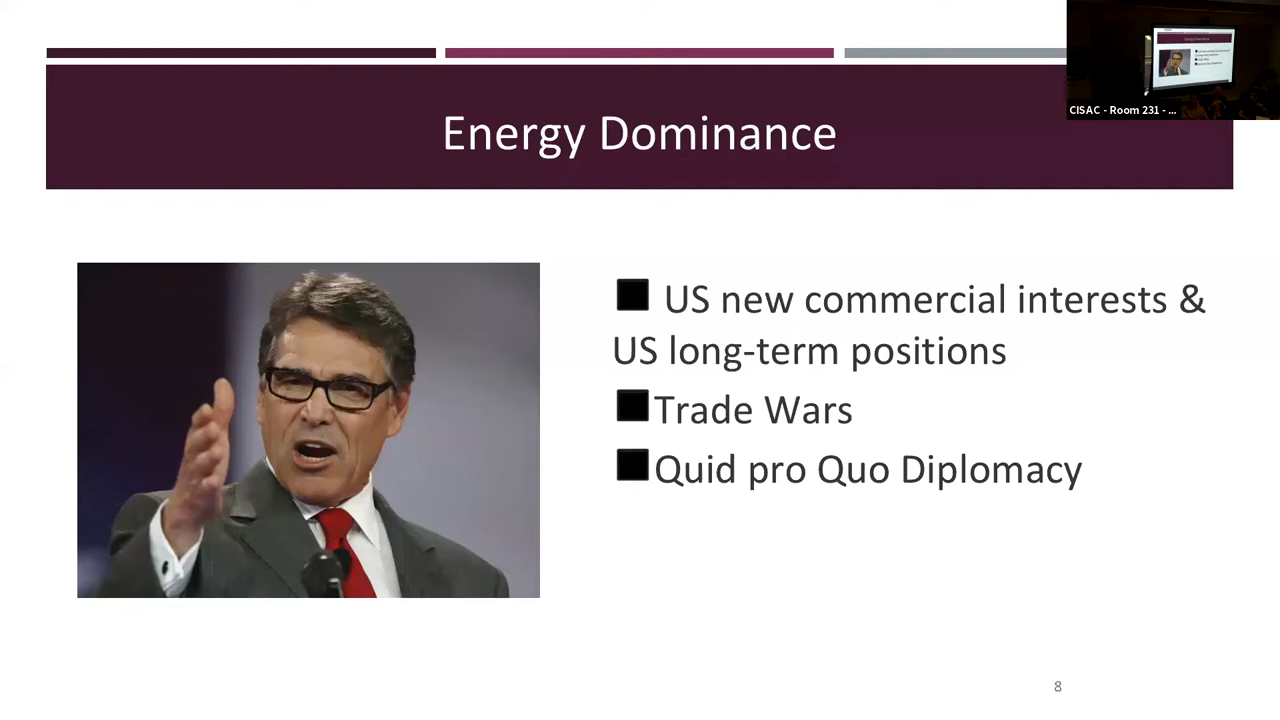 Energy Dominance
CISAC - Room 231 - ...
US new commercial interests &
US long-term positions
Trade Wars
Quid pro Quo Diplomacy
8